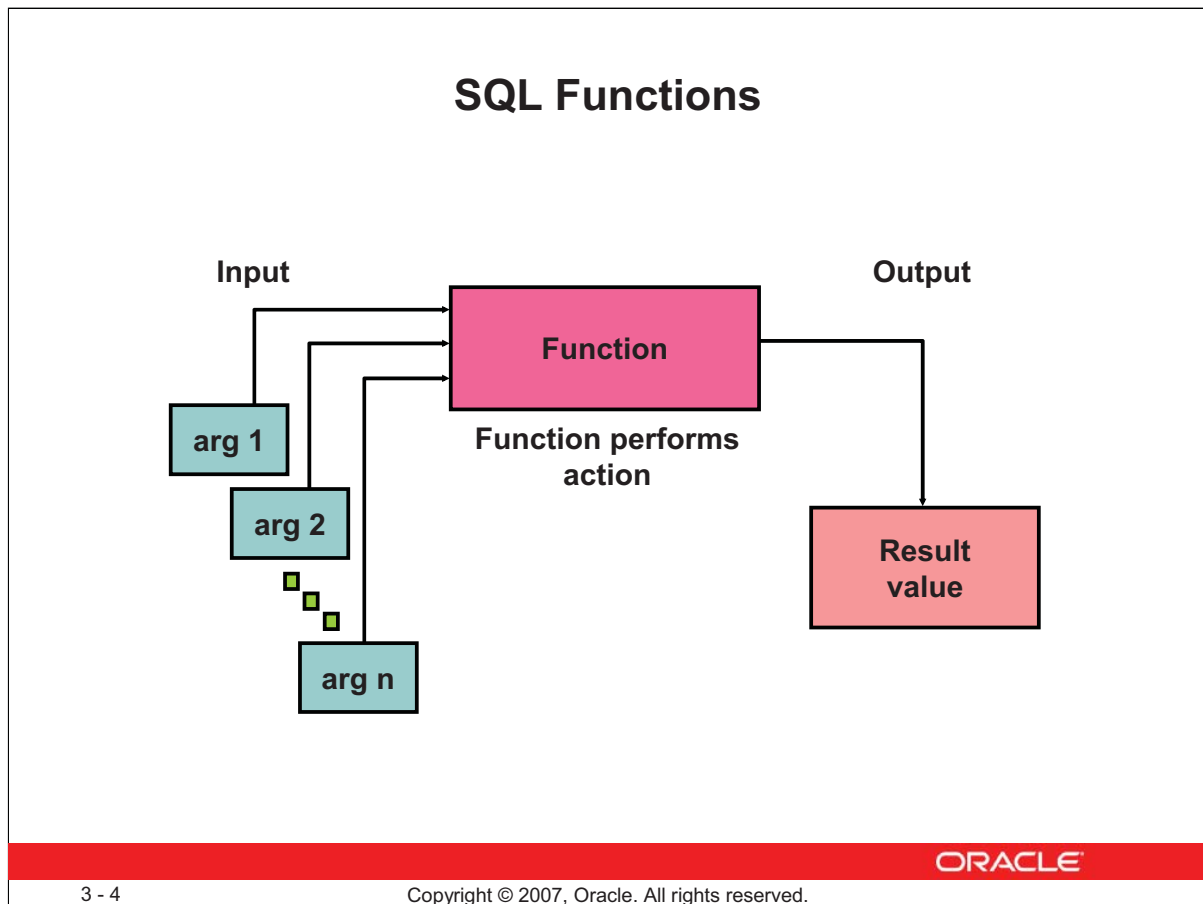 SQL Functions
Input
Output
Function
arg 1
Function performs
action
arg 2
Result
value
arg n
ORACLE
3 - 4
Copyright © 2007, Oracle. All rights reserved.